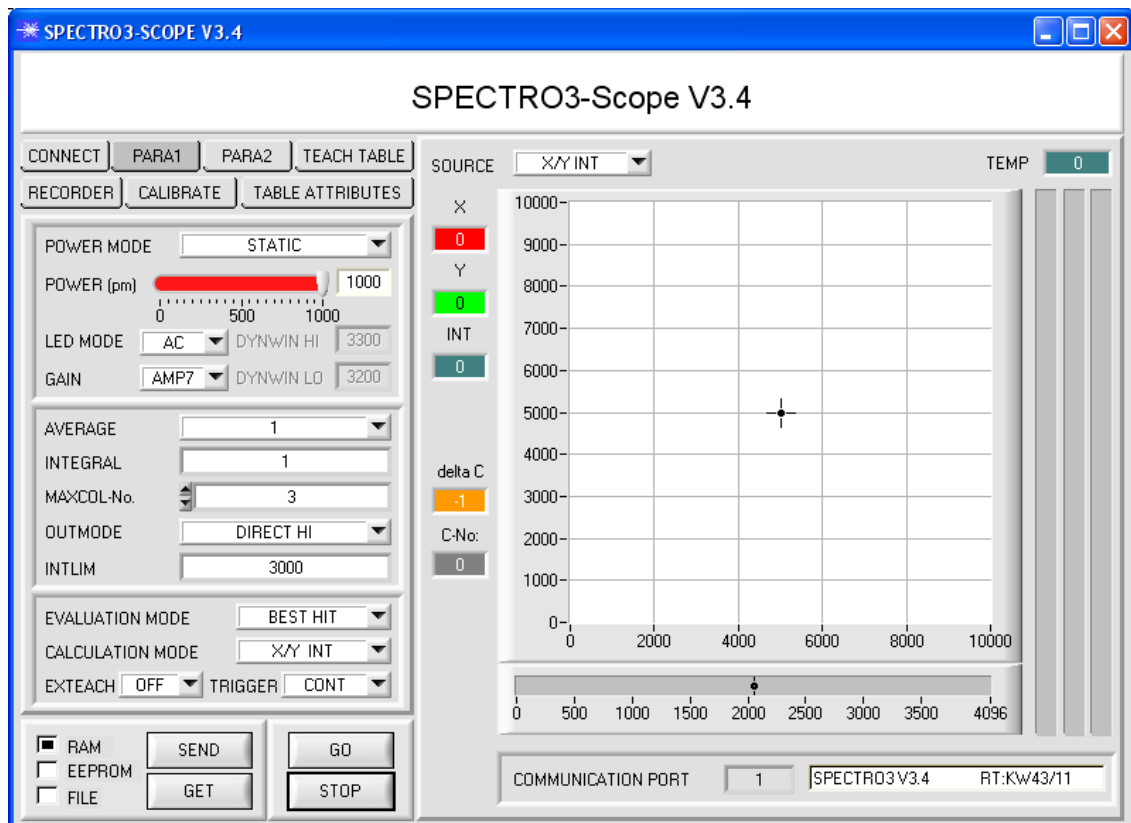 SPECTRO3-SCOPE V3.4
SPECTRO3-Scope V3.4
CONNECT PARA1 PARA2 TEACH TABLE
RECORDER CALIBRATE TABLE ATTRIBUTES
POWER MODE STATIC
POWER (pm) 1000
0 500 1000
LED MODE AC DYNWIN HI 3300
GAIN AMP7 DYNWIN LO 3200
AVERAGE 1
INTEGRAL 1
MAXCOL-No. 3
OUTMODE DIRECT HI
INTLIM 3000
EVALUATION MODE BEST HIT
CALCULATION MODE X/Y INT
EXTEACH OFF TRIGGER CONT
RAM
EEPROM
FILE
SEND
GET
GO
STOP
SOURCE X/Y INT
TEMP 0
X
0
Y
0
INT
0
delta C
-1
C-No:
0
10000
9000
8000
7000
6000
5000
4000
3000
2000
1000
0
0 2000 4000 6000 8000 10000
0 500 1000 1500 2000 2500 3000 3500 4096
COMMUNICATION PORT 1 SPECTRO3 V3.4 RT:KW43/11